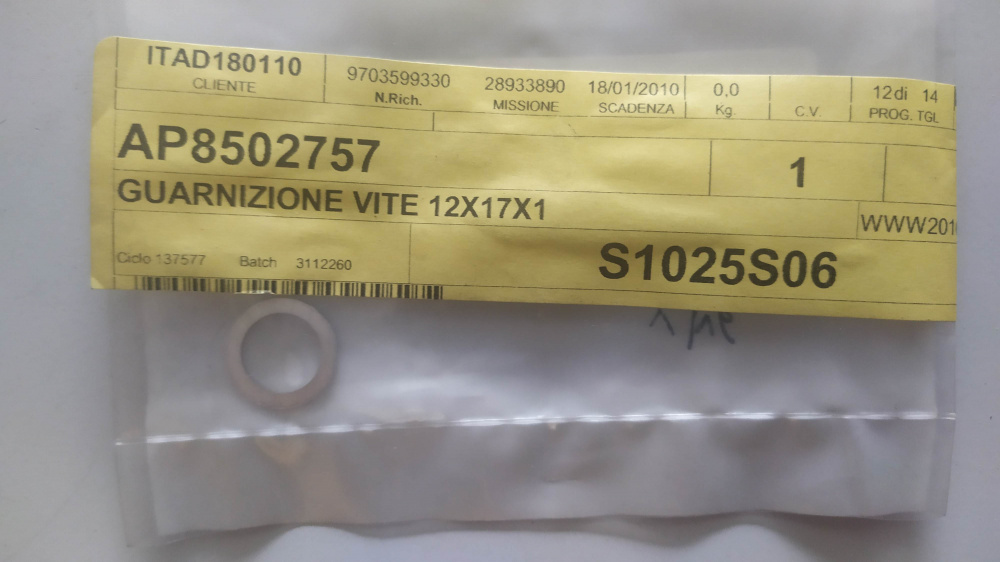 ITAD180110 9703599330 28933890 18/01/2010 0,0 12di 14
CLIENTE N.Rich. MISSIONE SCADENZA Kg. C.V. PROG. TGL
AP8502757 1
GUARNIZIONE VITE 12X17X1
WWW201
S1025S06
Ciclo 137577 Batch 3112260